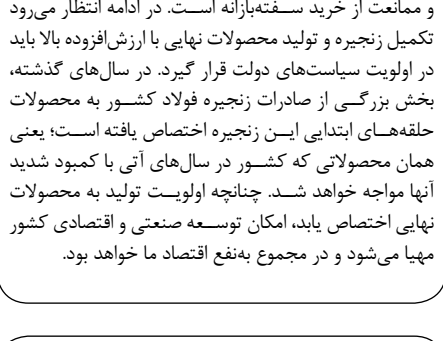 و ممانعت از خرید سفته‌بازانه است. در ادامه انتظار می‌رود
تکمیل زنجیره و تولید محصولات نهایی با ارزش‌افزوده بالا باید
در اولویت سیاست‌های دولت قرار گیرد. در سال‌های گذشته،
بخش بزرگی از صادرات زنجیره فولاد کشور به محصولات
حلقه‌های ابتدایی این زنجیره اختصاص یافته است؛ یعنی
همان محصولاتی که کشور در سال‌های آتی با کمبود شدید
آنها مواجه خواهد شد. چنانچه اولویت تولید به محصولات
نهایی اختصاص یابد، امکان توسعه صنعتی و اقتصادی کشور
مهیا می‌شود و در مجموع به‌نفع اقتصاد ما خواهد بود.